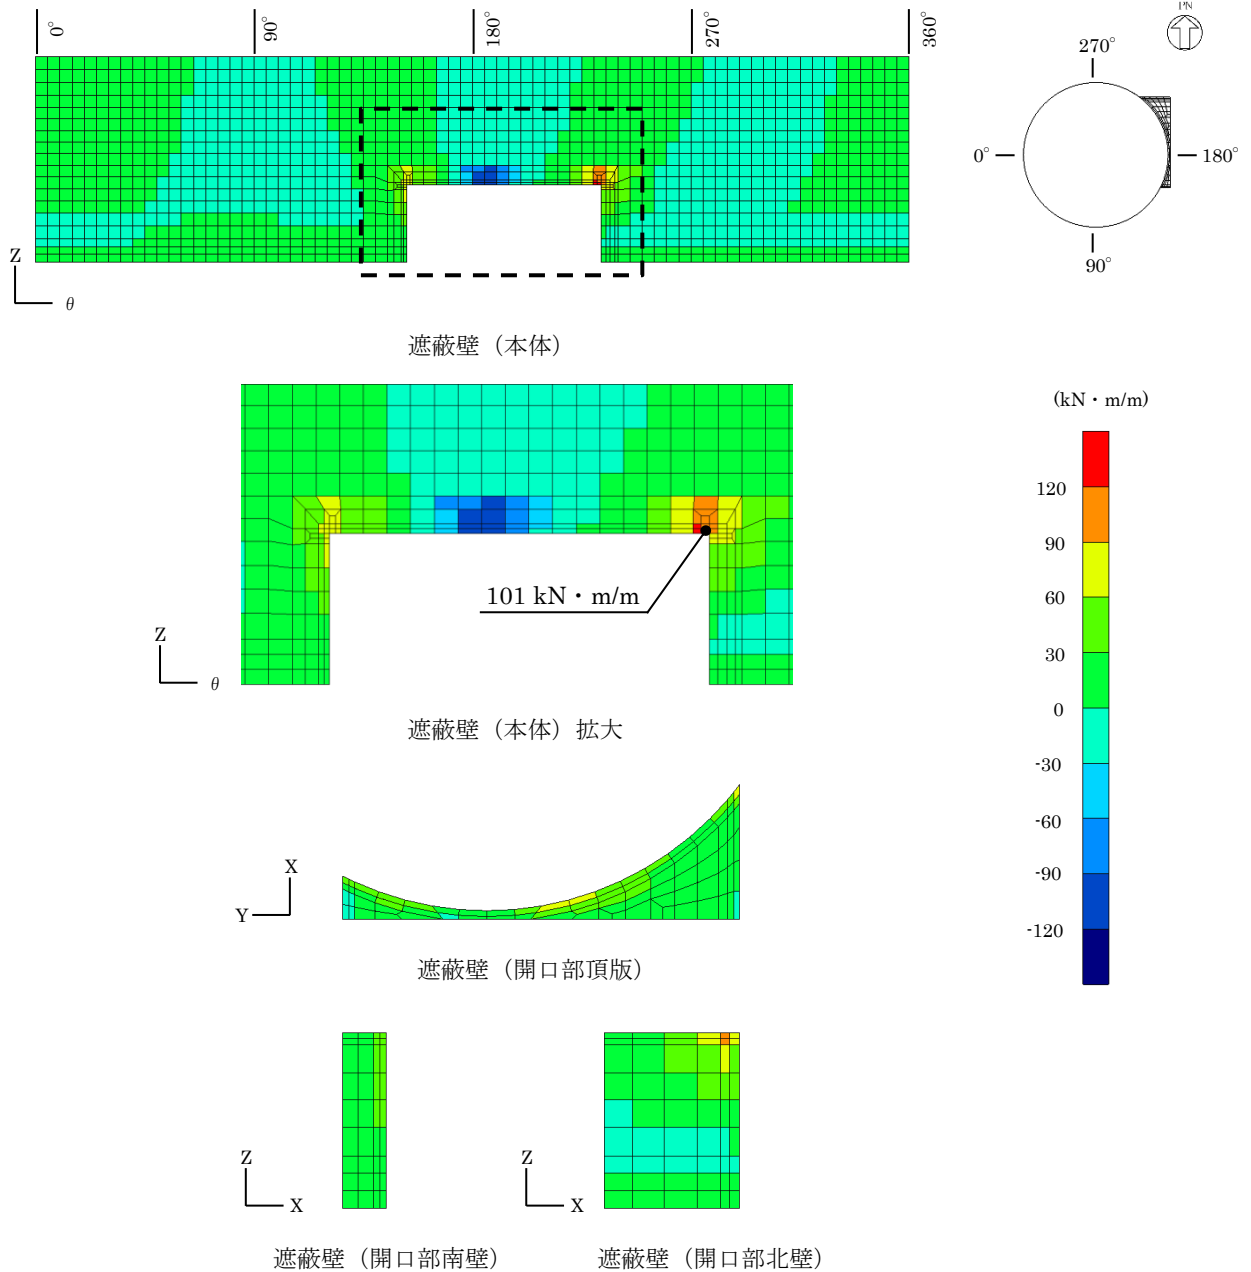 0°
90°
180°
270°
360°
PN
270°
0°
180°
90°
Z
θ
遮蔽壁（本体）
(kN・m/m)
120
90
60
30
0
-30
-60
-90
-120
101 kN・m/m
Z
θ
遮蔽壁（本体）拡大
X
Y
遮蔽壁（開口部頂版）
Z
X
Z
X
遮蔽壁（開口部南壁）
遮蔽壁（開口部北壁）